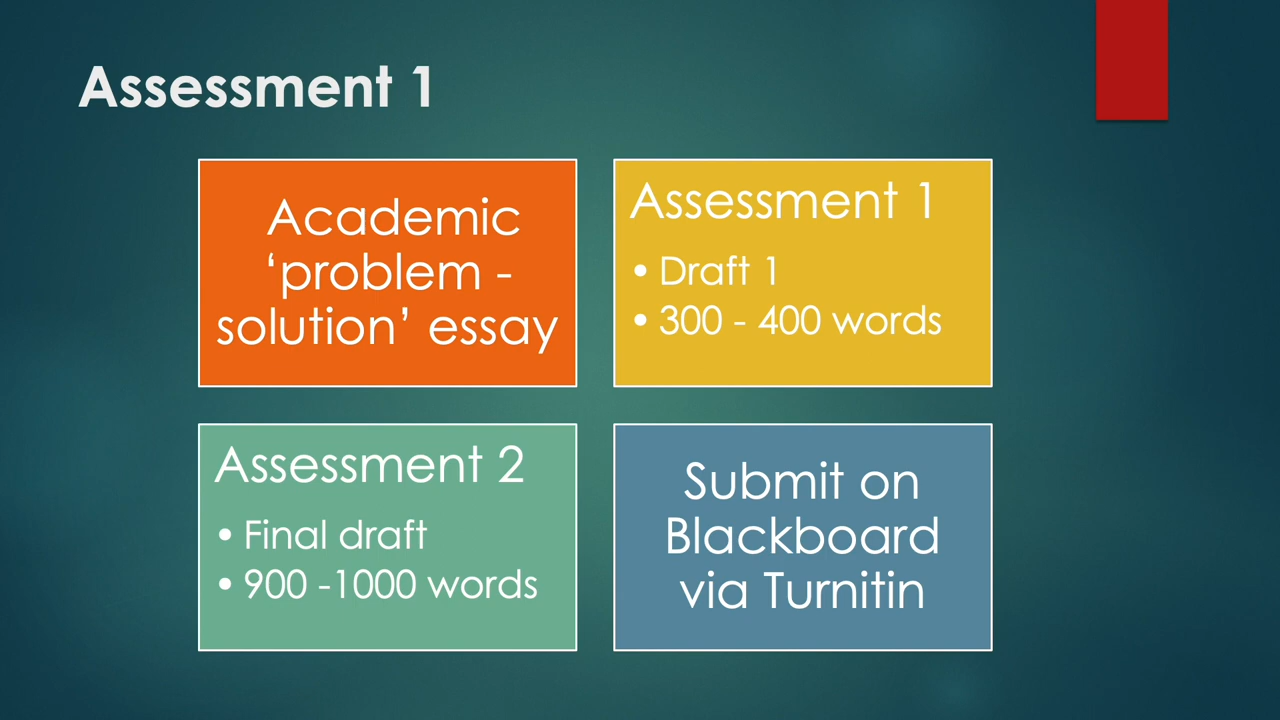 Assessment 1
Academic
‘problem -
solution’ essay
Assessment 1
• Draft 1
• 300 - 400 words
Assessment 2
• Final draft
• 900 -1000 words
Submit on
Blackboard
via Turnitin